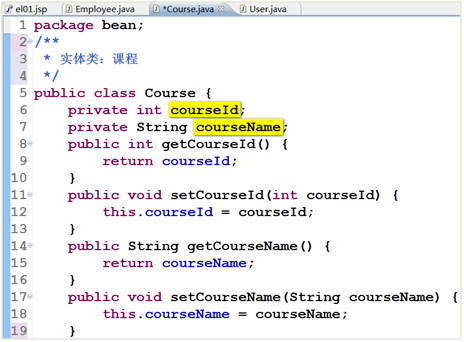 el01.jsp Employee.java *Course.java User.java
1 package bean;
2 /**
3  * 实体类：课程
4  */
5 public class Course {
6     private int courseId;
7     private String courseName;
8     public int getCourseId() {
9         return courseId;
10     }
11     public void setCourseId(int courseId) {
12         this.courseId = courseId;
13     }
14     public String getCourseName() {
15         return courseName;
16     }
17     public void setCourseName(String courseName) {
18         this.courseName = courseName;
19     }